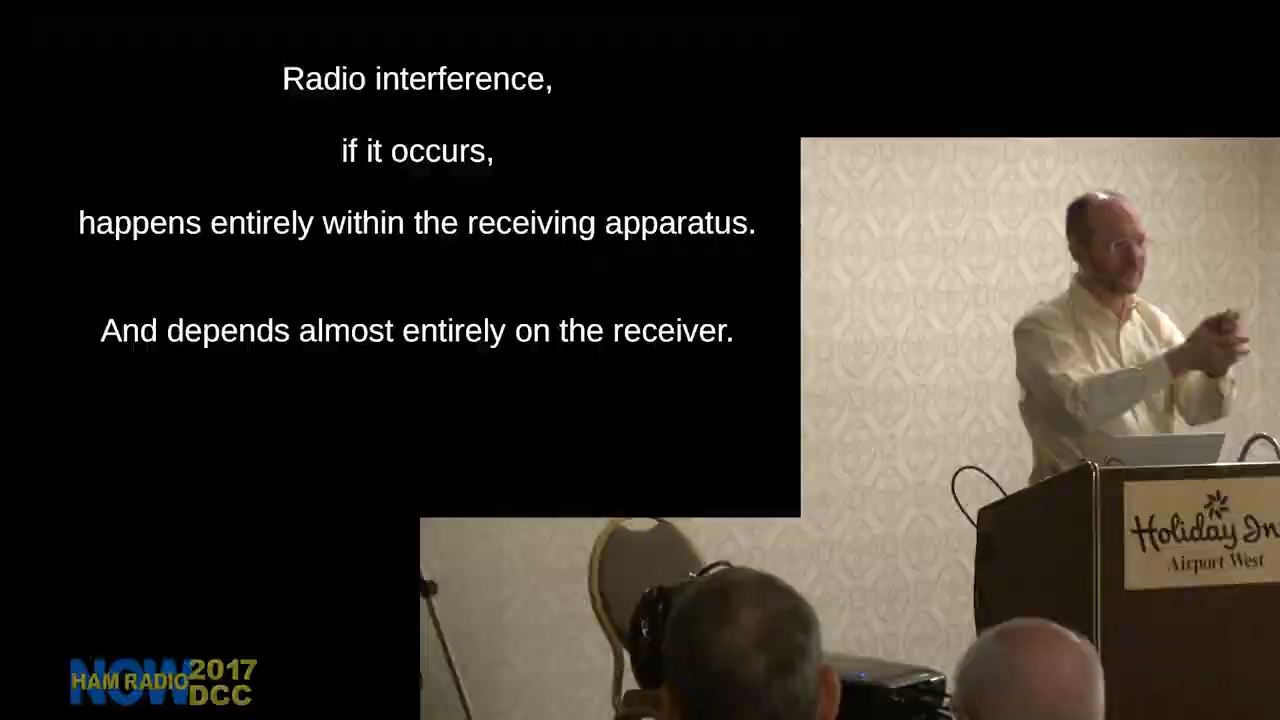 Radio interference,
if it occurs,
happens entirely within the receiving apparatus.
And depends almost entirely on the receiver.
Holiday In
Airport West
NOW
HAM RADIO
2017
DCC